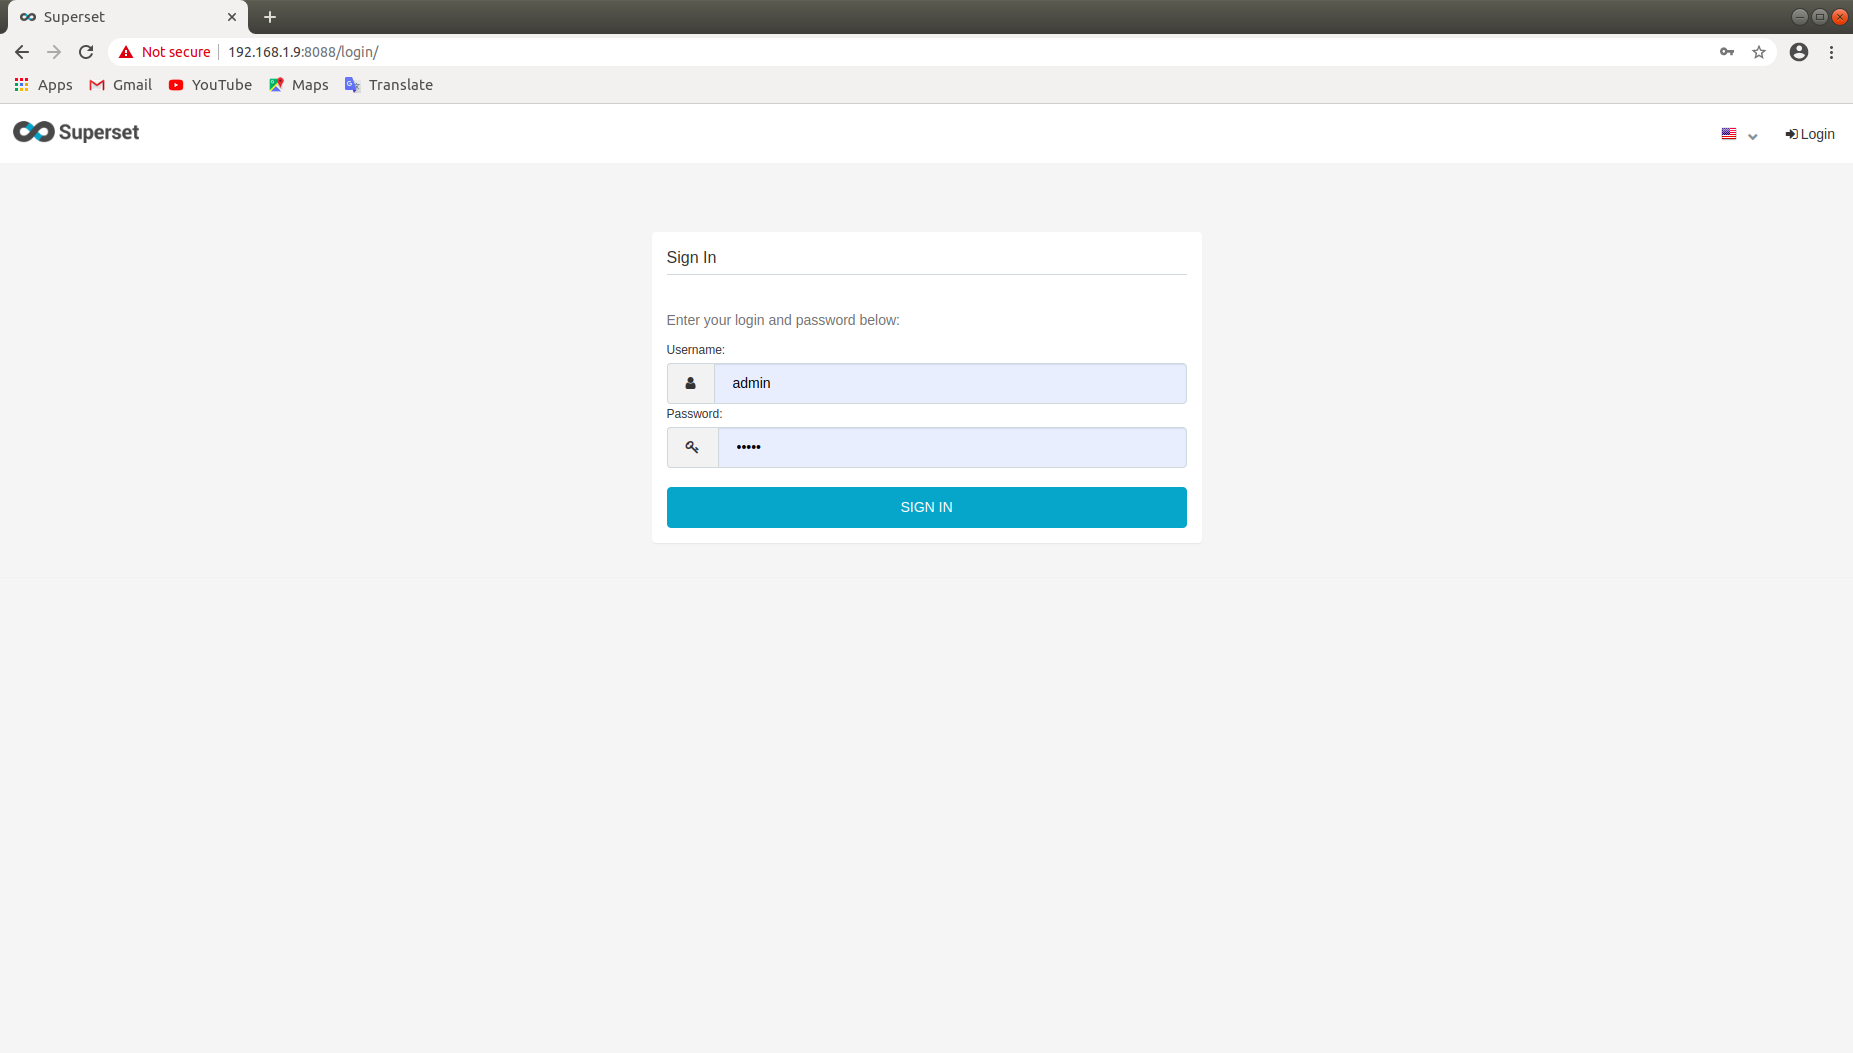 Superset
Not secure 192.168.1.9:8088/login/
Apps Gmail YouTube Maps Translate
Superset Login
Sign In
Enter your login and password below:
Username:
admin
Password:
•••••
SIGN IN